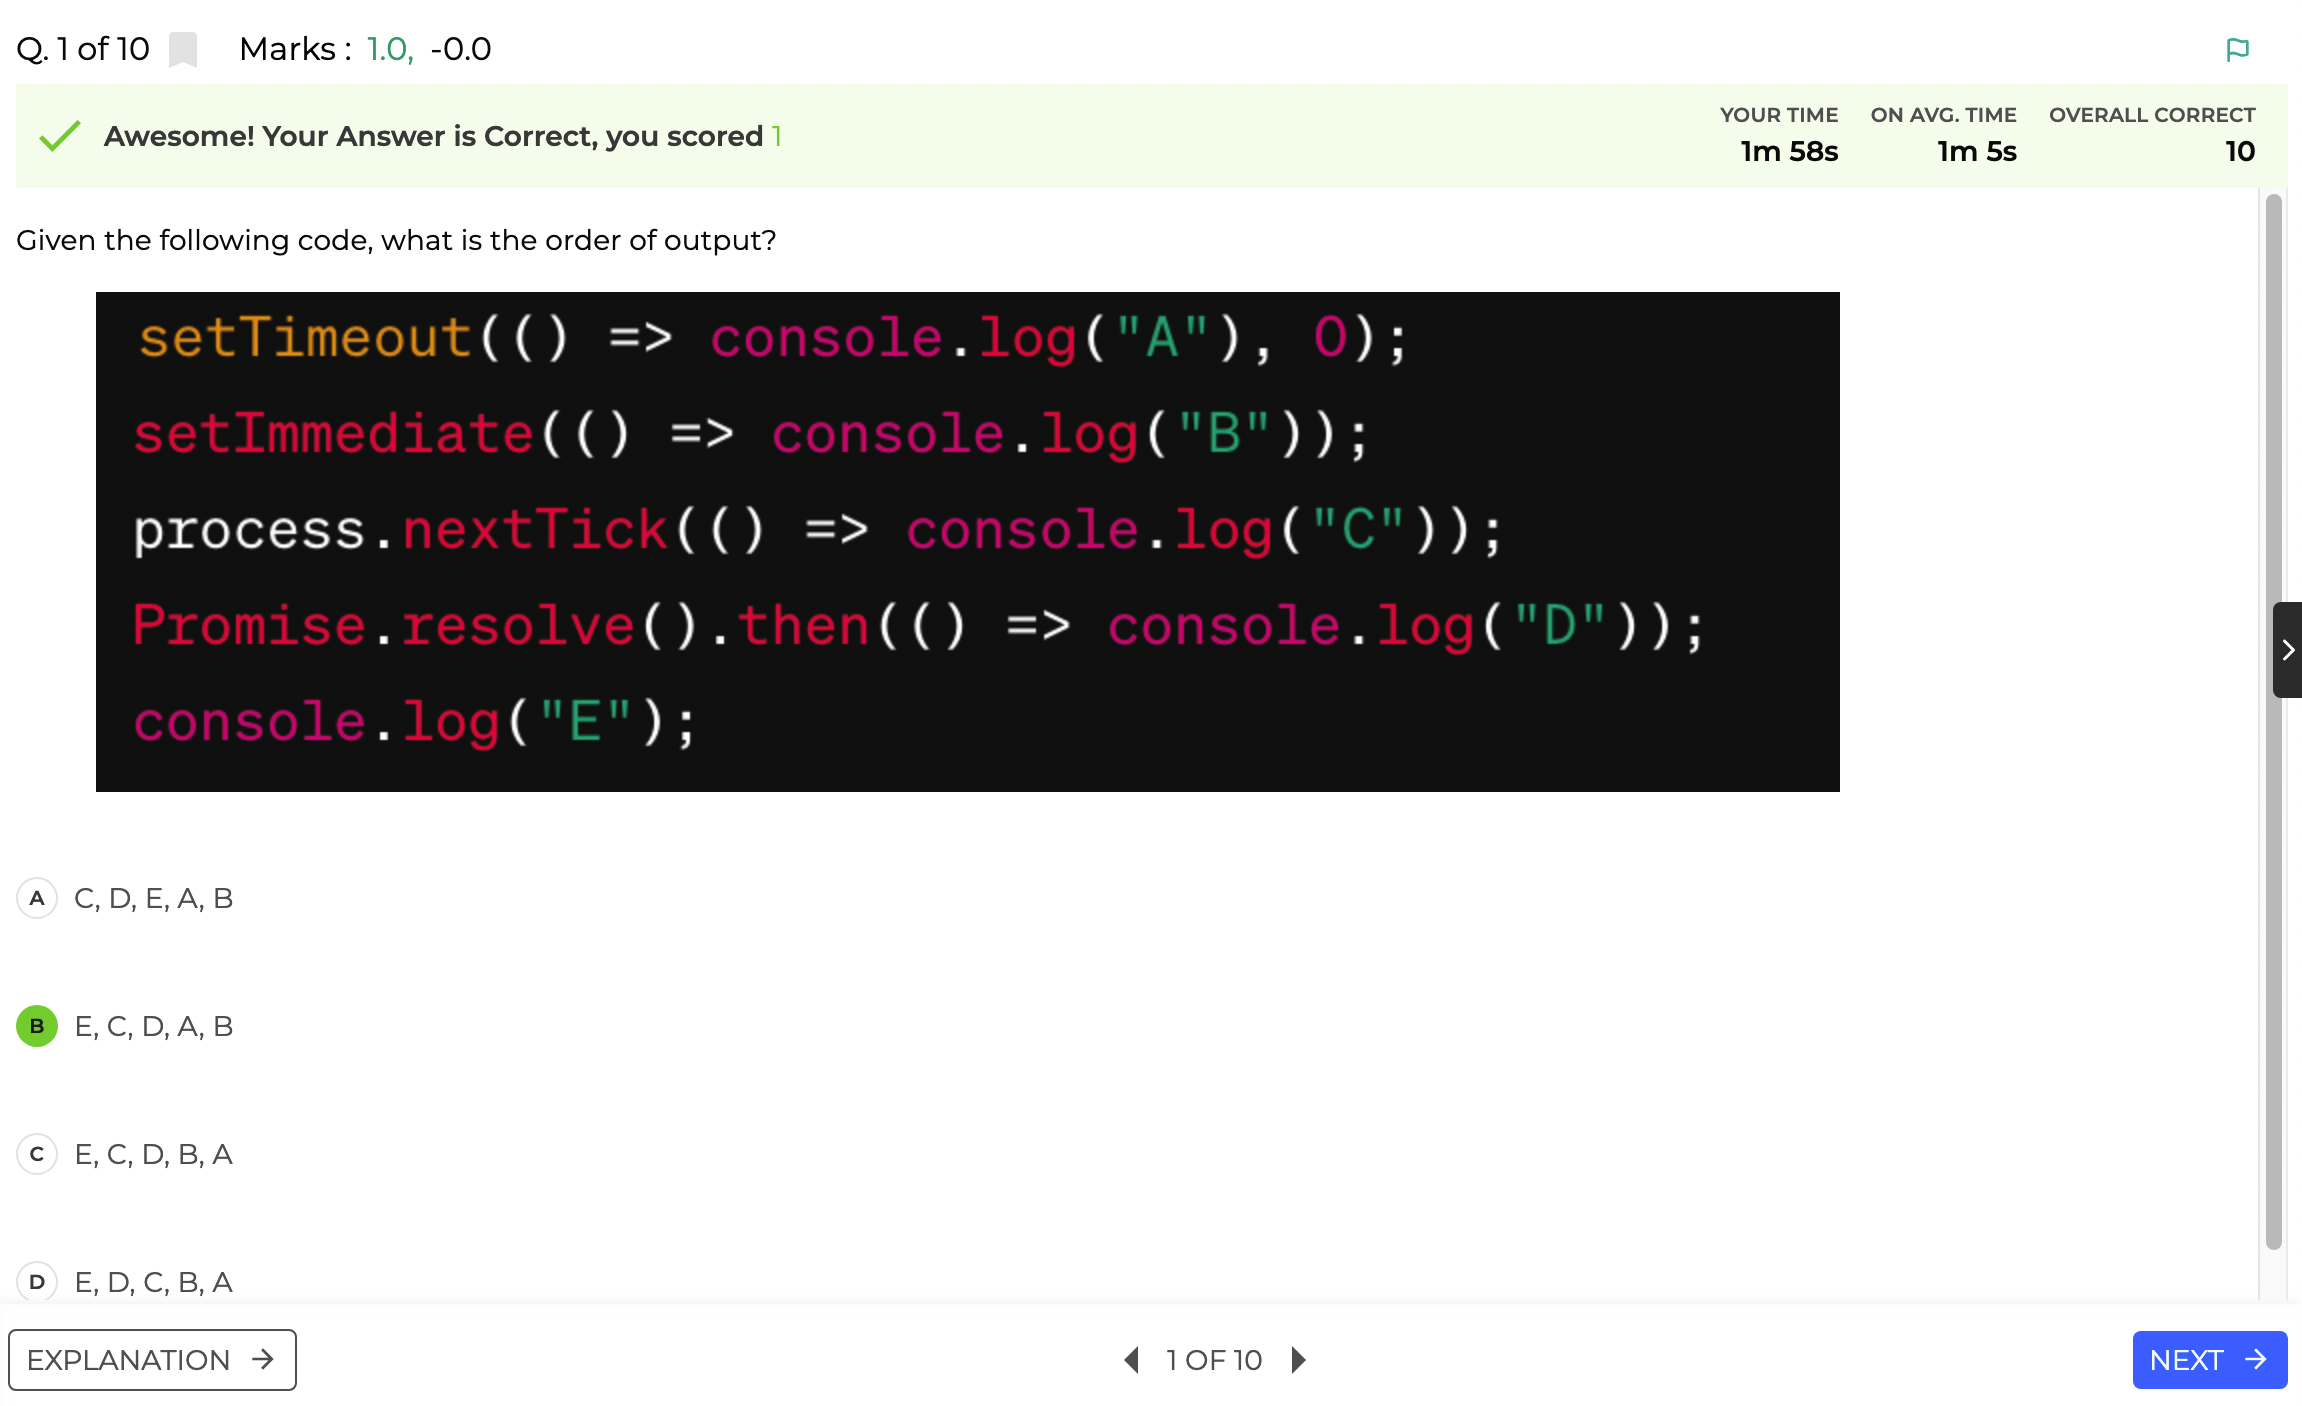 Q. 1 of 10 Marks : 1.0, -0.0
Awesome! Your Answer is Correct, you scored 1
YOUR TIME ON AVG. TIME OVERALL CORRECT
1m 58s 1m 5s 10
Given the following code, what is the order of output?
setTimeout(() => console.log("A"), 0);
setImmediate(() => console.log("B"));
process.nextTick(() => console.log("C"));
Promise.resolve().then(() => console.log("D"));
console.log("E");
A C, D, E, A, B
B E, C, D, A, B
C E, C, D, B, A
D E, D, C, B, A
EXPLANATION → 1 OF 10 NEXT →